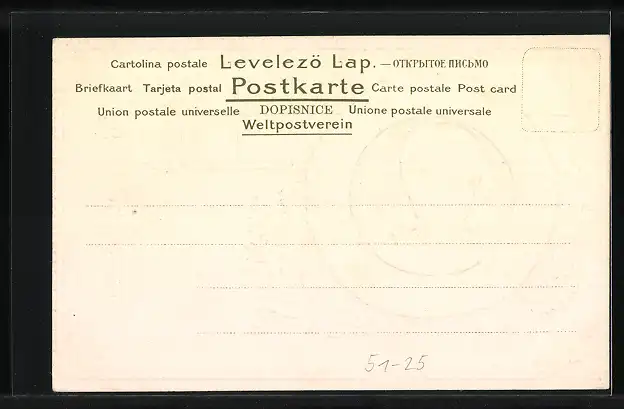 Cartolina postale Levelező Lap. — ОТКРЫТОЕ ПИСЬМО
Briefkaart Tarjeta postal Postkarte Carte postale Post card
Union postale universelle DOPISNICE Unione postale universale
Weltpostverein
51-25